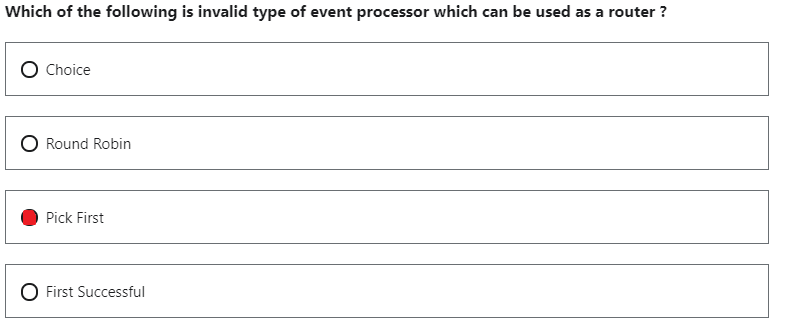 Which of the following is invalid type of event processor which can be used as a router ?
Choice
Round Robin
Pick First
First Successful